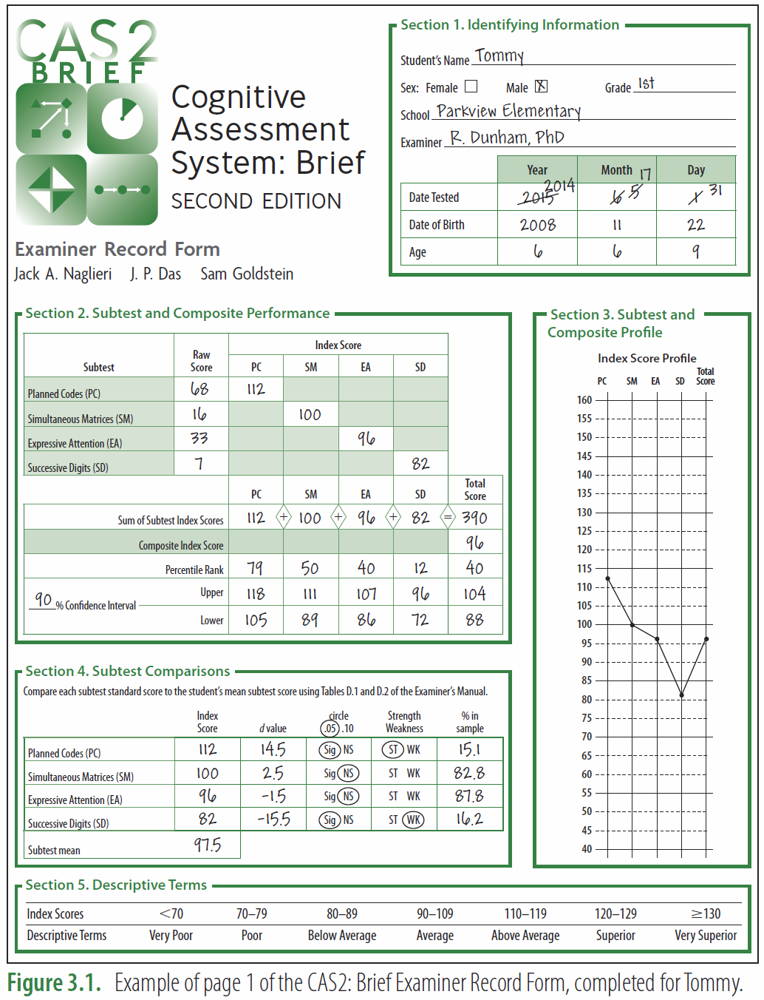 CAS2
BRIEF
Cognitive
Assessment
System: Brief
SECOND EDITION
Examiner Record Form
Jack A. Naglieri J. P. Das Sam Goldstein
Section 1. Identifying Information
Student's Name Tommy
Sex: Female Male X Grade 1st
School Parkview Elementary
Examiner R. Dunham, PhD
Year Month Day
2014 17
Date Tested 2015 6 5 1 31
Date of Birth 2008 11 22
Age 6 6 9
Section 2. Subtest and Composite Performance
Index Score
Subtest Raw Score PC SM EA SD
Planned Codes (PC) 68 112
Simultaneous Matrices (SM) 16 100
Expressive Attention (EA) 33 96
Successive Digits (SD) 7 82
PC SM EA SD Total Score
Sum of Subtest Index Scores 112 + 100 + 96 + 82 = 390
Composite Index Score 96
Percentile Rank 79 50 40 12 40
90 % Confidence Interval
Upper 118 111 107 96 104
Lower 105 89 86 72 88
Section 3. Subtest and
Composite Profile
Index Score Profile
PC SM EA SD Total Score
160
155
150
145
140
135
130
125
120
115
110
105
100
95
90
85
80
75
70
65
60
55
50
45
40
Section 4. Subtest Comparisons
Compare each subtest standard score to the student's mean subtest score using Tables D.1 and D.2 of the Examiner's Manual.
Index Score d value circle .05 .10 Strength Weakness % in sample
Planned Codes (PC) 112 14.5 Sig NS ST WK 15.1
Simultaneous Matrices (SM) 100 2.5 Sig NS ST WK 82.8
Expressive Attention (EA) 96 -1.5 Sig NS ST WK 87.8
Successive Digits (SD) 82 -15.5 Sig NS ST WK 16.2
Subtest mean 97.5
Section 5. Descriptive Terms
Index Scores <70 70–79 80–89 90–109 110–119 120–129 ≥130
Descriptive Terms Very Poor Poor Below Average Average Above Average Superior Very Superior
Figure 3.1. Example of page 1 of the CAS2: Brief Examiner Record Form, completed for Tommy.